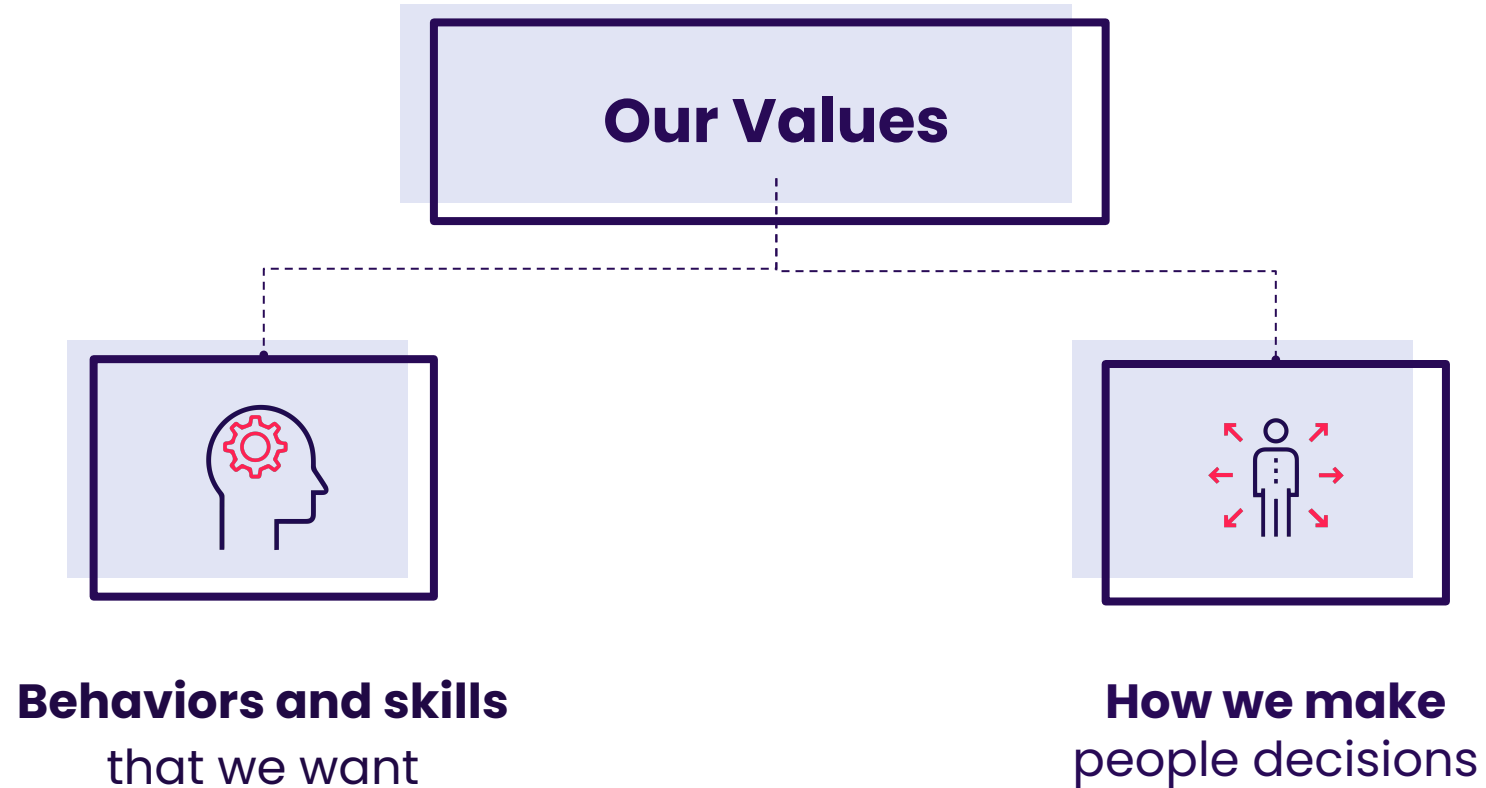 Our Values
Behaviors and skills
that we want
How we make
people decisions